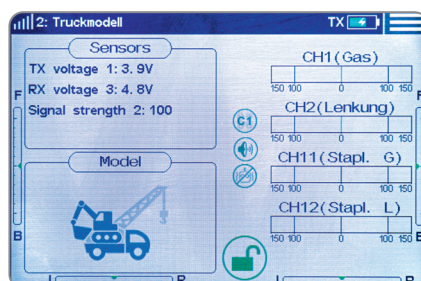 2: Truckmodell
TX
Sensors
TX voltage 1: 3. 9V
RX voltage 3: 4. 8V
Signal strength 2: 100
Model
F
B
C1
CH1(Gas)
150 100 0 100 150
CH2(Lenkung)
150 100 0 100 150
CH11(Stapl. G)
150 100 0 100 150
CH12(Stapl. L)
150 100 0 100 150
F
B
L R
L R